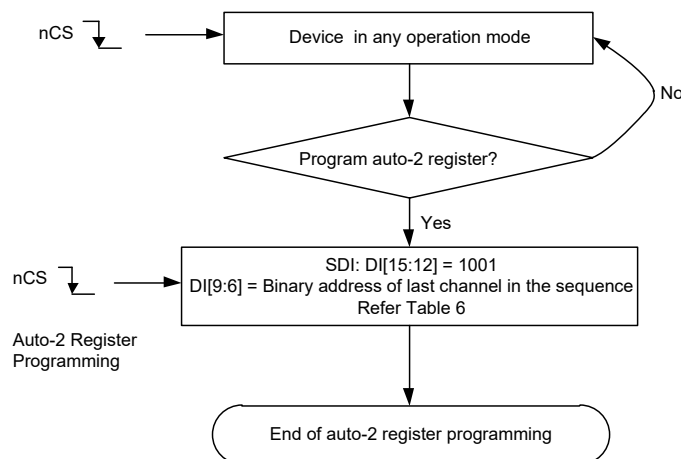 nCS
Device in any operation mode
No
Program auto-2 register?
Yes
nCS
SDI: DI[15:12] = 1001
DI[9:6] = Binary address of last channel in the sequence
Refer Table 6
Auto-2 Register
Programming
End of auto-2 register programming